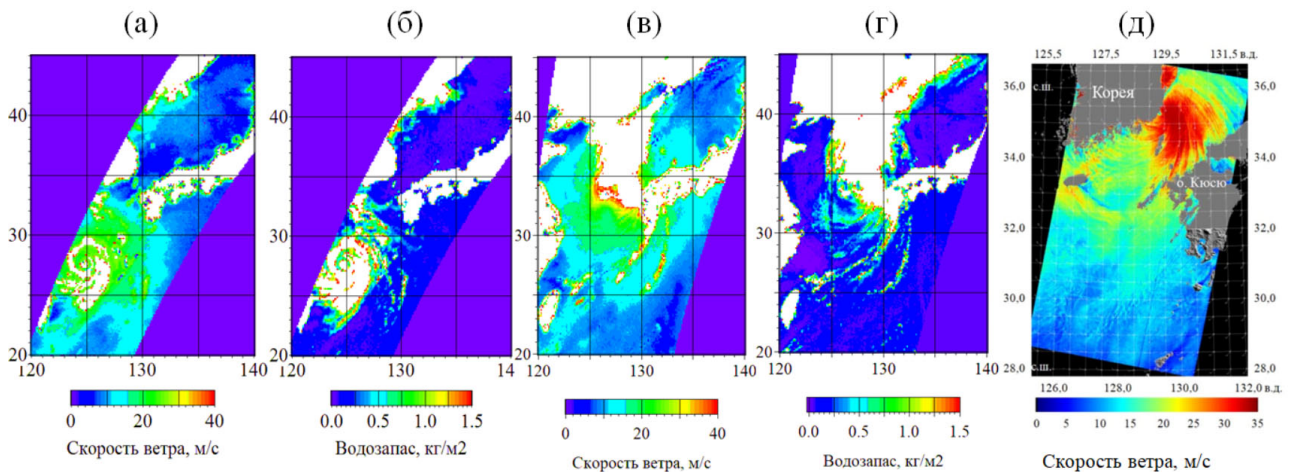 (а) (б) (в) (г) (д)
125,5 127,5 129,5 131,5 в.д.
40 30 20
120 130 140
0 20 40
Скорость ветра, м/с
40 30 20
120 130 14
0.0 0.5 1.0 1.5
Водозапас, кг/м2
40 30 20
120 130 140
0 20 40
Скорость ветра, м/с
40 30 20
120 130 140
0.0 0.5 1.0 1.5
Водозапас, кг/м2
36,0 с.ш. 34,0 32,0 30,0 28,0 с.ш.
Корея
о. Кюсю
36,0 34,0 32,0 30,0 28,0
126,0 128,0 130,0 132,0 в.д.
0 5 10 15 20 25 30 35
Скорость ветра, м/с